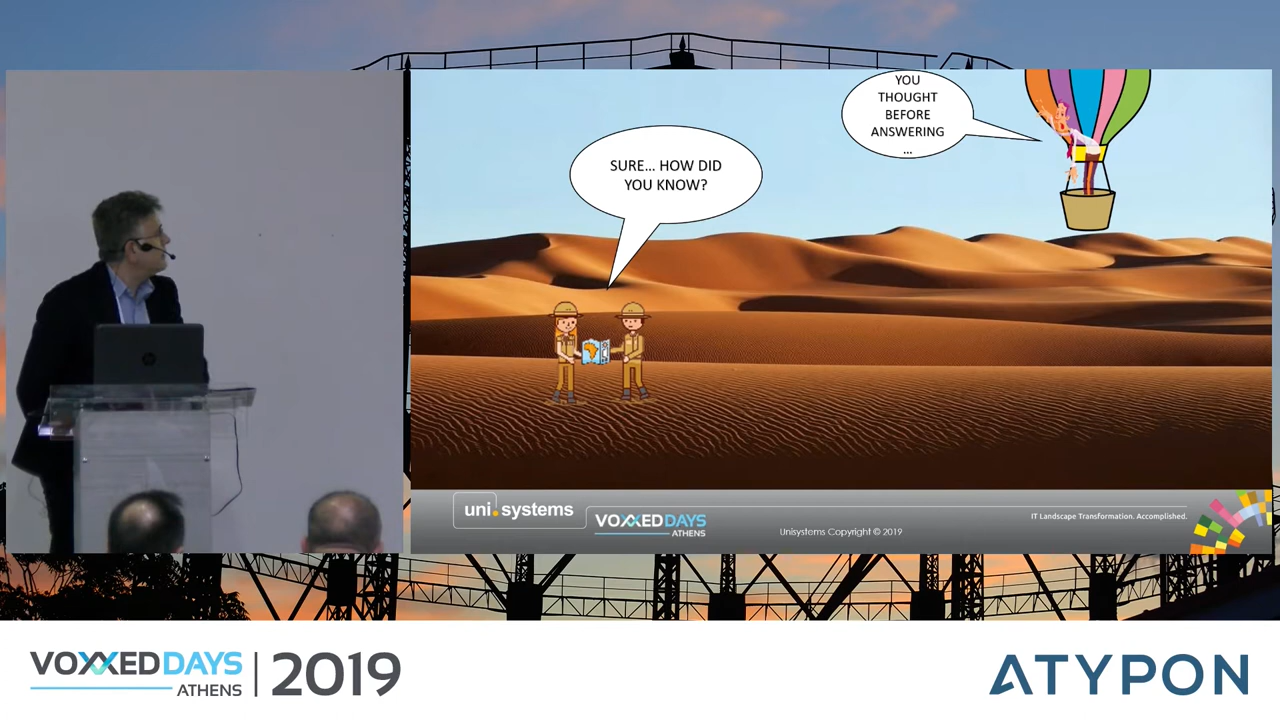 YOU
THOUGHT
BEFORE
ANSWERING
...
SURE... HOW DID
YOU KNOW?
uni.systems
VOXXED DAYS
ATHENS
Unisystems Copyright © 2019
IT Landscape Transformation. Accomplished.
VOXXED DAYS
ATHENS
2019
ATYPON